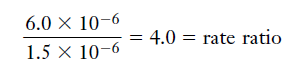 6.0 × 10⁻⁶
1.5 × 10⁻⁶ = 4.0 = rate ratio